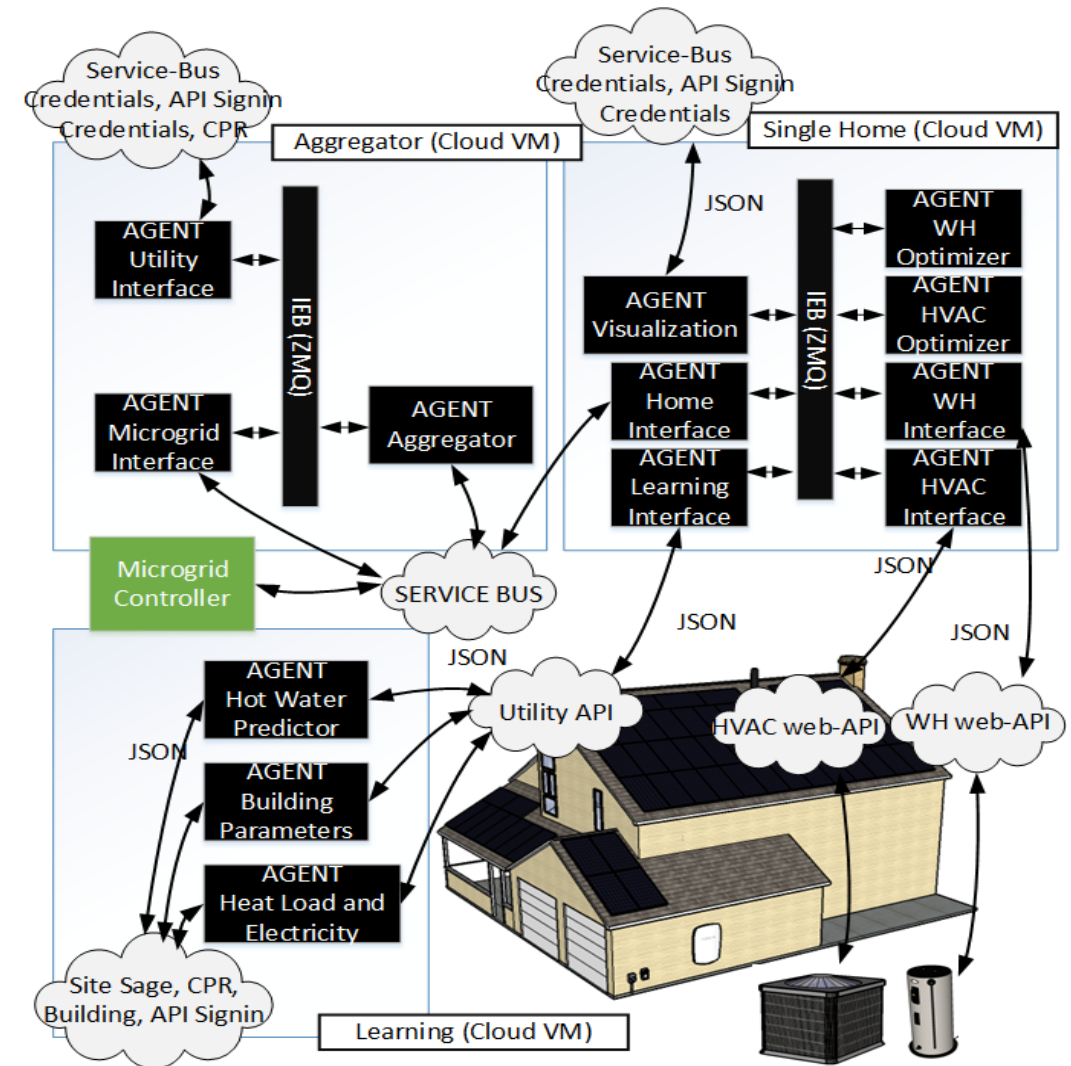 Service-Bus
Credentials, API Signin
Credentials, CPR
Aggregator (Cloud VM)
AGENT
Utility
Interface
IEB (ZMQ)
AGENT
Microgrid
Interface
AGENT
Aggregator
Service-Bus
Credentials, API Signin
Credentials
Single Home (Cloud VM)
JSON
AGENT
Visualization
AGENT
Home
Interface
AGENT
Learning
Interface
IEB (ZMQ)
AGENT
WH
Optimizer
AGENT
HVAC
Optimizer
AGENT
WH
Interface
AGENT
HVAC
Interface
Microgrid
Controller
SERVICE BUS
JSON
JSON
JSON
JSON
AGENT
Hot Water
Predictor
JSON
AGENT
Building
Parameters
AGENT
Heat Load and
Electricity
Utility API
HVAC web-API
WH web-API
Site Sage, CPR,
Building, API Signin
Learning (Cloud VM)